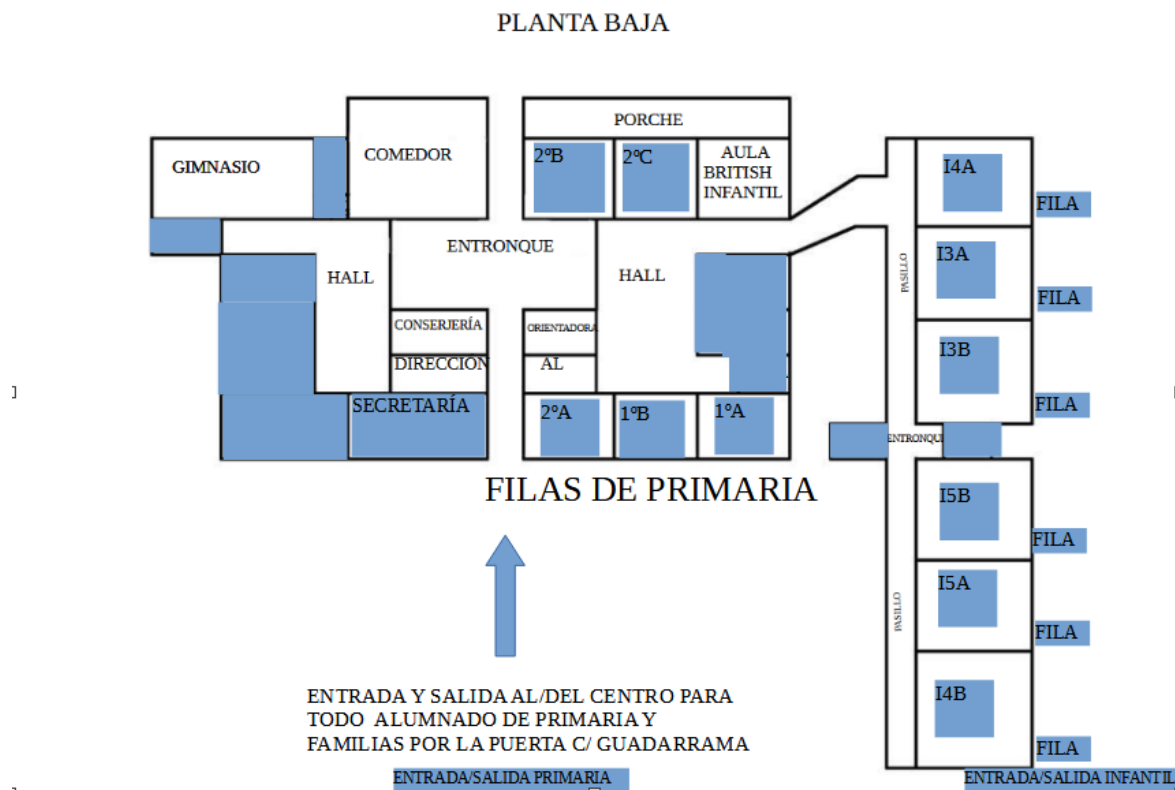 PLANTA BAJA
PORCHE
GIMNASIO
COMEDOR
2ºB
2ºC
AULA
BRITISH
INFANTIL
I4A
FILA
ENTRONQUE
HALL
HALL
PASILLO
I3A
FILA
CONSERJERÍA
ORIENTADORA
I3B
DIRECCIÓN
AL
SECRETARÍA
2ºA
1ºB
1ºA
FILA
ENTRONQUE
FILAS DE PRIMARIA
I5B
FILA
PASILLO
I5A
FILA
I4B
ENTRADA Y SALIDA AL/DEL CENTRO PARA
TODO ALUMNADO DE PRIMARIA Y
FAMILIAS POR LA PUERTA C/ GUADARRAMA
FILA
ENTRADA/SALIDA PRIMARIA
ENTRADA/SALIDA INFANTIL